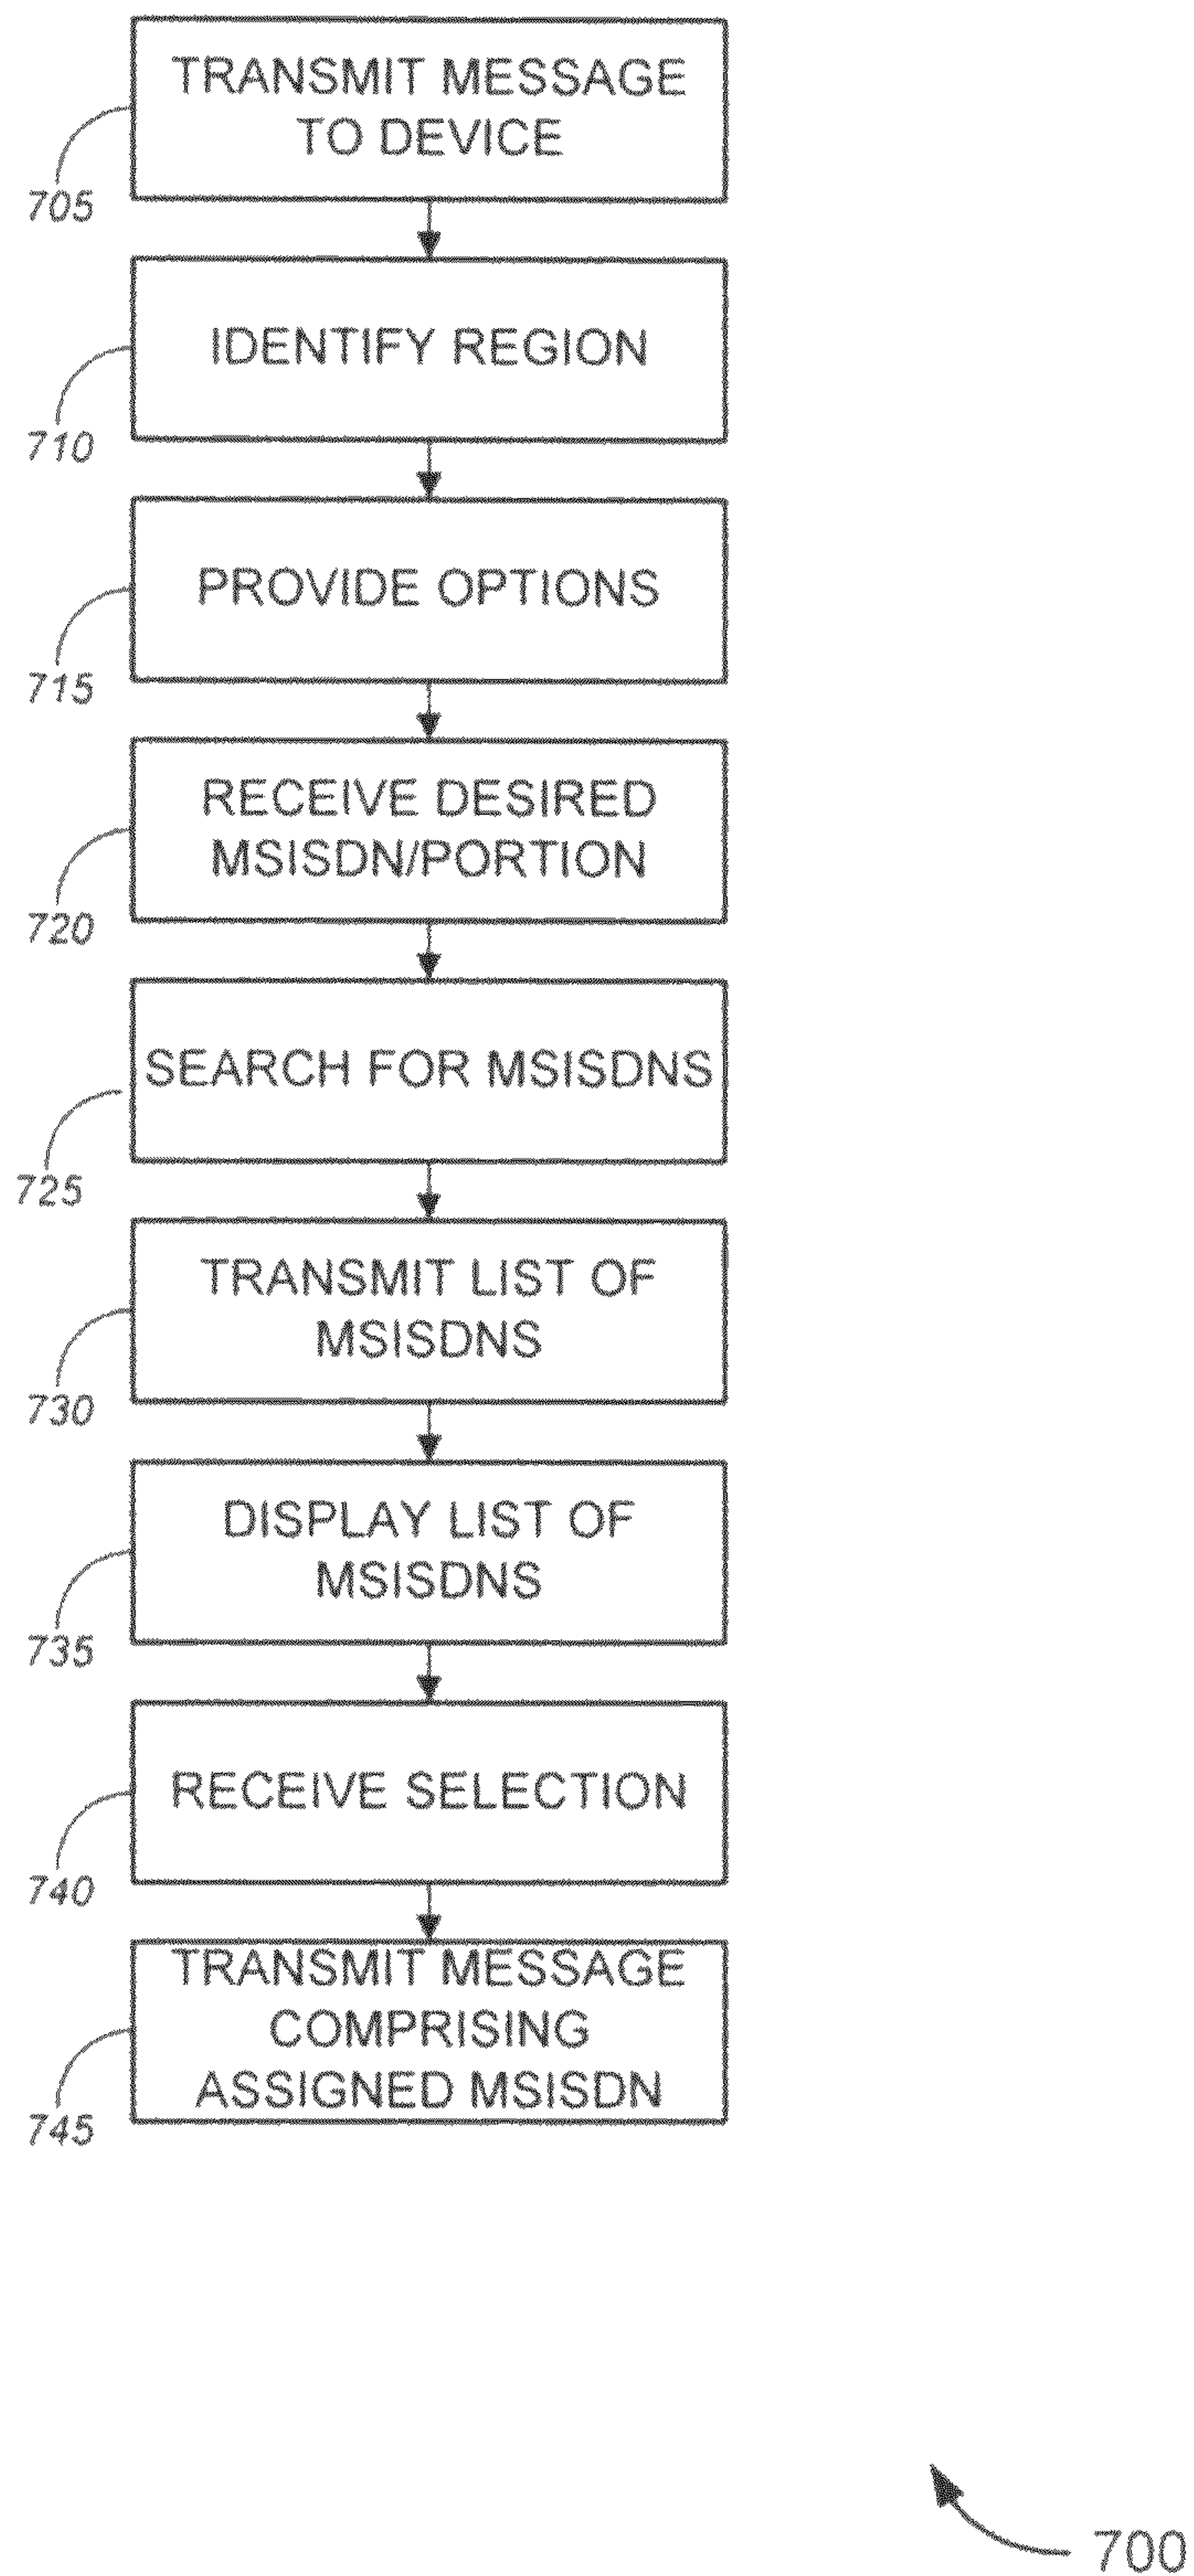 TRANSMIT MESSAGE
TO DEVICE
705
IDENTIFY REGION
710
PROVIDE OPTIONS
715
RECEIVE DESIRED
MSISDN/PORTION
720
SEARCH FOR MSISDNS
725
TRANSMIT LIST OF
MSISDNS
730
DISPLAY LIST OF
MSISDNS
735
RECEIVE SELECTION
740
TRANSMIT MESSAGE
COMPRISING
ASSIGNED MSISDN
745
700